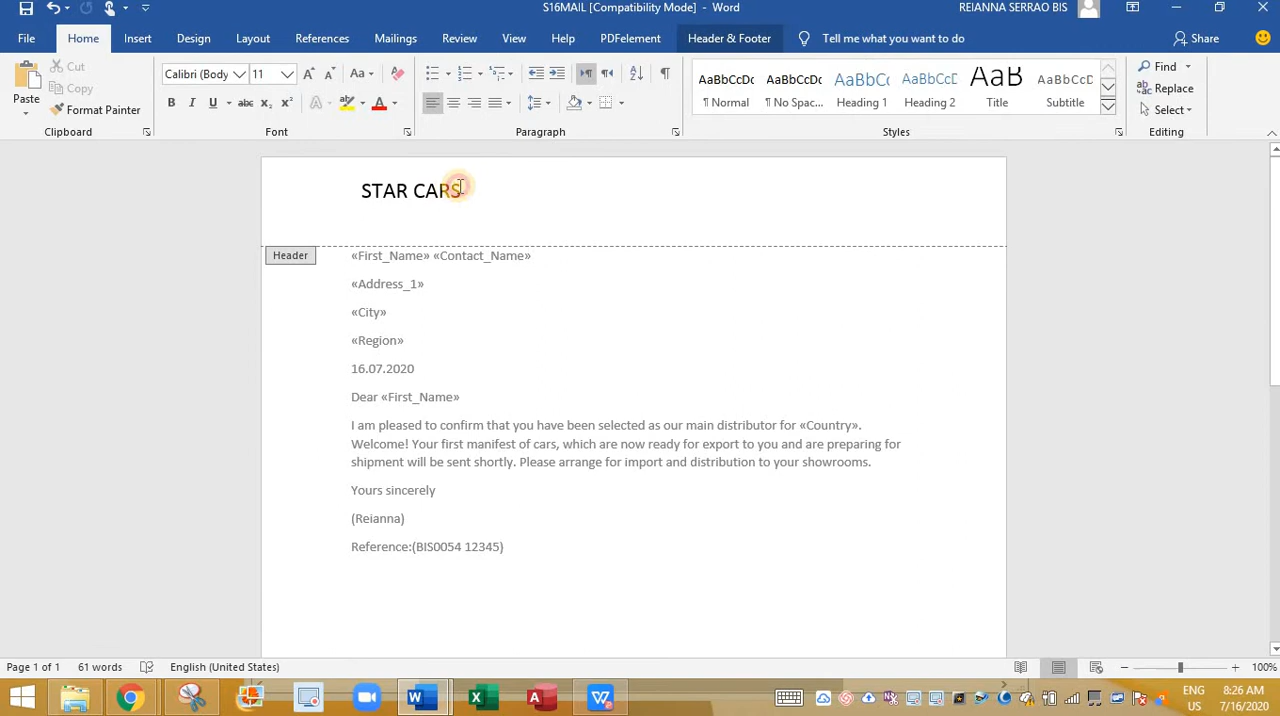 S16MAIL [Compatibility Mode] - Word
REIANNA SERRAO BIS
File Home Insert Design Layout References Mailings Review View Help PDFelement Header & Footer Tell me what you want to do Share
Paste
Cut
Copy
Format Painter
Calibri (Body 11
Aa
B I U abc x₂ x²
A A
AaBbCcDc AaBbCcDc AaBbCc AaBbCcD AaB AaBbCcD
¶ Normal ¶ No Spac... Heading 1 Heading 2 Title Subtitle
Find
Replace
Select
Clipboard Font Paragraph Styles Editing
STAR CARS
Header
«First_Name» «Contact_Name»
«Address_1»
«City»
«Region»
16.07.2020
Dear «First_Name»
I am pleased to confirm that you have been selected as our main distributor for «Country».
Welcome! Your first manifest of cars, which are now ready for export to you and are preparing for
shipment will be sent shortly. Please arrange for import and distribution to your showrooms.
Yours sincerely
(Reianna)
Reference:(BIS0054 12345)
Page 1 of 1 61 words English (United States) 100%
ENG 8:26 AM
US 7/16/2020